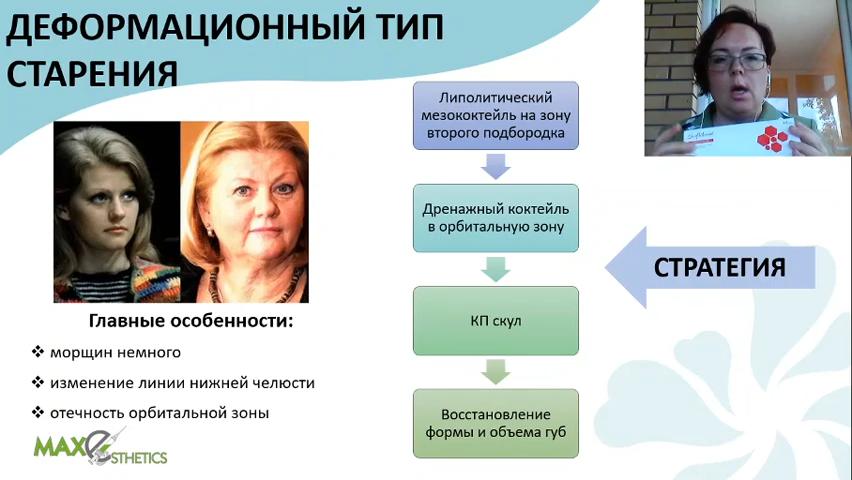 ДЕФОРМАЦИОННЫЙ ТИП
СТАРЕНИЯ
Главные особенности:
❖ морщин немного
❖ изменение линии нижней челюсти
❖ отечность орбитальной зоны
MAX ESTHETICS
Липолитический
мезококтейль на зону
второго подбородка
Дренажный коктейль
в орбитальную зону
КП скул
Восстановление
формы и объема губ
СТРАТЕГИЯ